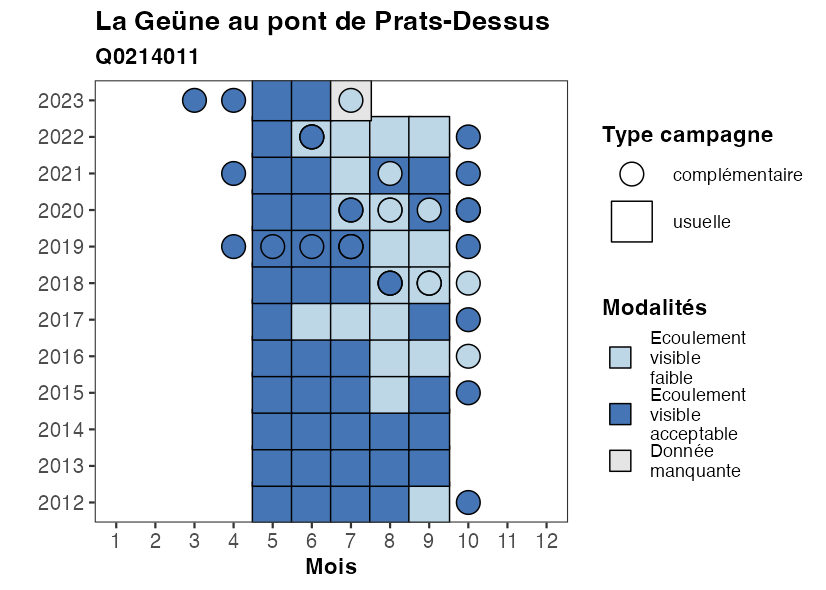 La Geüne au pont de Prats-Dessus
Q0214011
2023
2022
2021
2020
2019
2018
2017
2016
2015
2014
2013
2012
1 2 3 4 5 6 7 8 9 10 11 12
Mois
Type campagne
complémentaire
usuelle
Modalités
Ecoulement
visible
faible
Ecoulement
visible
acceptable
Donnée
manquante